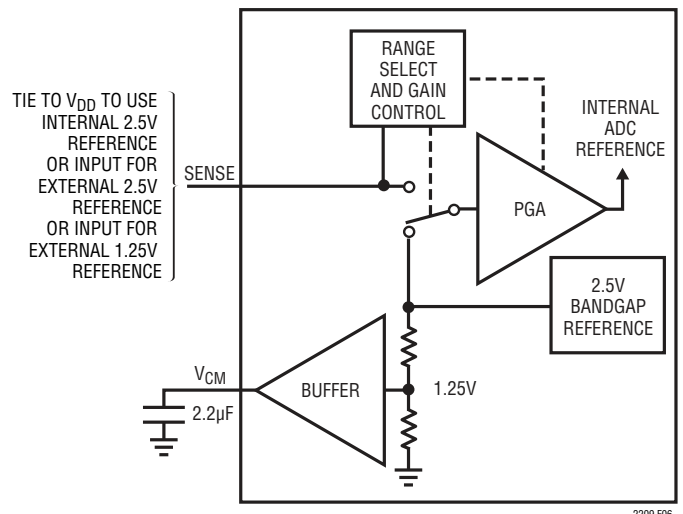 RANGE
SELECT
AND GAIN
CONTROL
TIE TO VDD TO USE
INTERNAL 2.5V
REFERENCE
OR INPUT FOR
EXTERNAL 2.5V
REFERENCE
OR INPUT FOR
EXTERNAL 1.25V
REFERENCE
SENSE
INTERNAL
ADC
REFERENCE
PGA
2.5V
BANDGAP
REFERENCE
VCM
BUFFER
1.25V
2.2µF